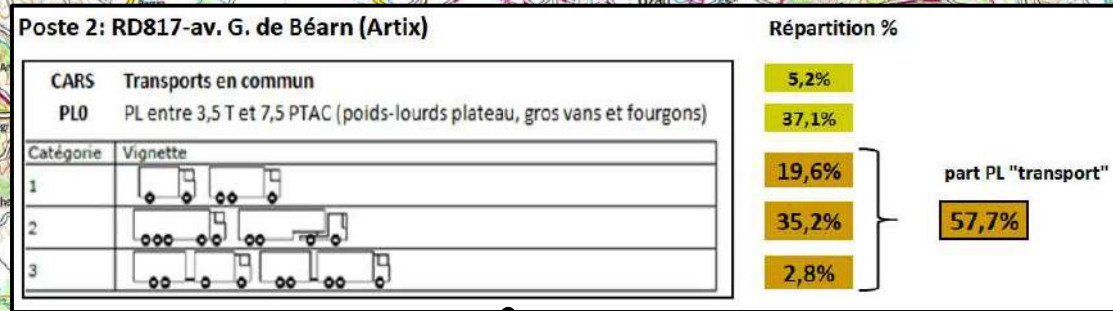 Poste 2: RD817-av. G. de Béarn (Artix)
Répartition %
CARS Transports en commun 5,2%
PL0 PL entre 3,5 T et 7,5 PTAC (poids-lourds plateau, gros vans et fourgons) 37,1%
Catégorie Vignette
1 19,6%
part PL "transport"
2 35,2% 57,7%
3 2,8%